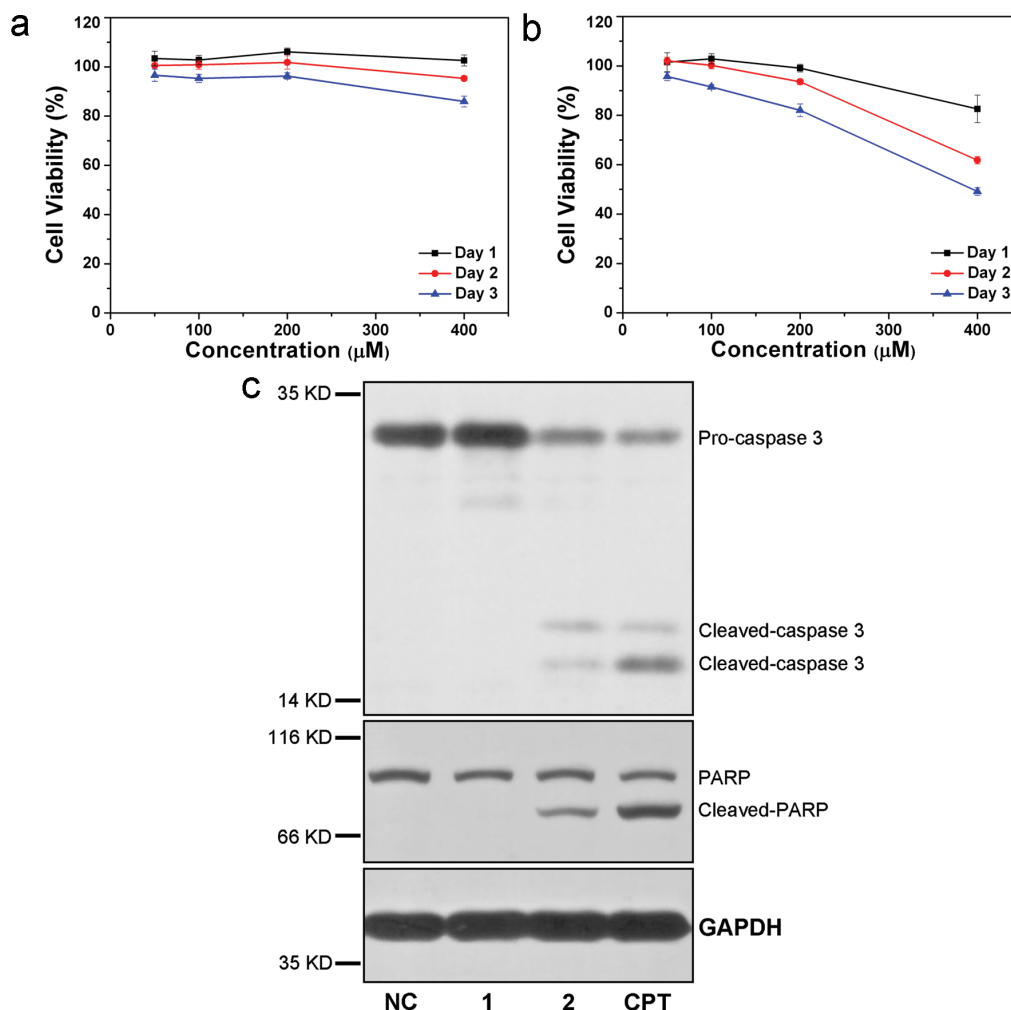 a
120
100
80
60
40
20
0
Cell Viability (%)
Day 1
Day 2
Day 3
0 100 200 300 400
Concentration (μM)
b
120
100
80
60
40
20
0
Cell Viability (%)
Day 1
Day 2
Day 3
0 100 200 300 400
Concentration (μM)
c
35 KD
Pro-caspase 3
Cleaved-caspase 3
Cleaved-caspase 3
14 KD
116 KD
PARP
Cleaved-PARP
66 KD
GAPDH
35 KD
NC 1 2 CPT